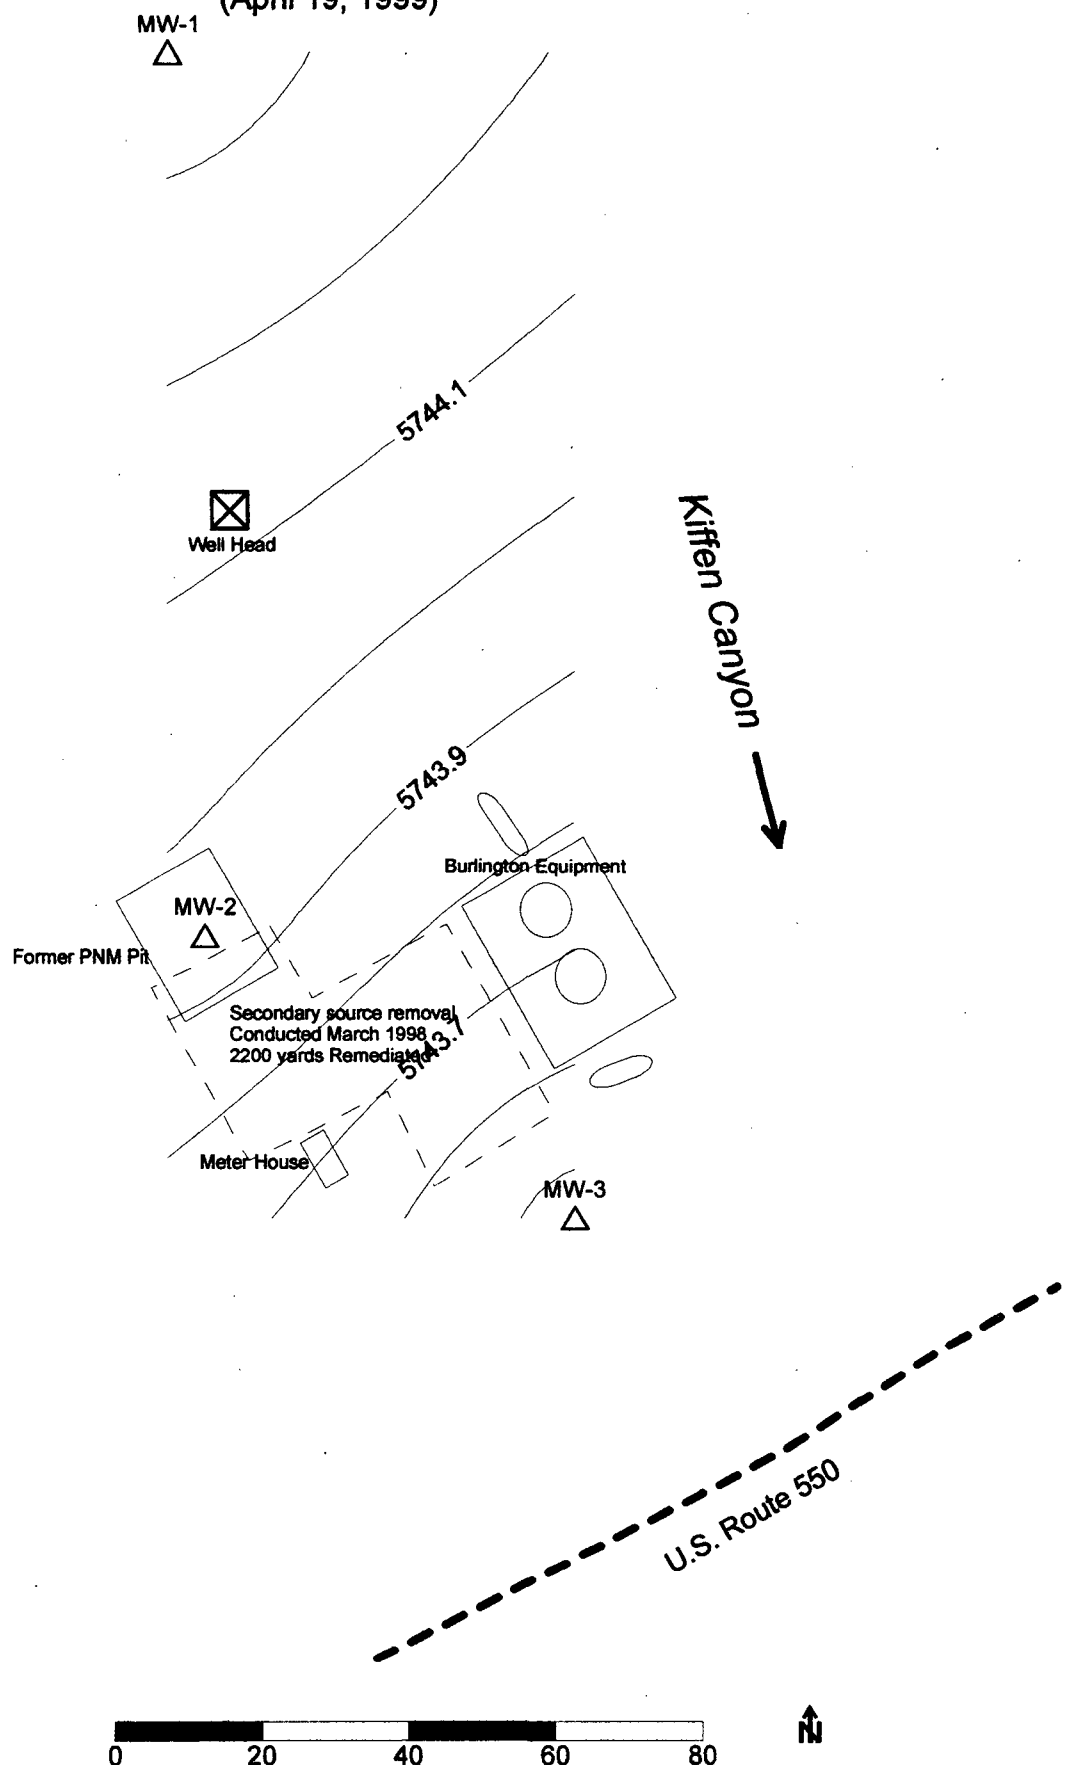 (April 19, 1999)
MW-1
5744.1
Well Head
Kiffen Canyon
5743.9
Burlington Equipment
MW-2
Former PNM Pit
Secondary source removal
Conducted March 1998
2200 yards Remediated
5743.7
Meter House
MW-3
U.S. Route 550
N
0 20 40 60 80